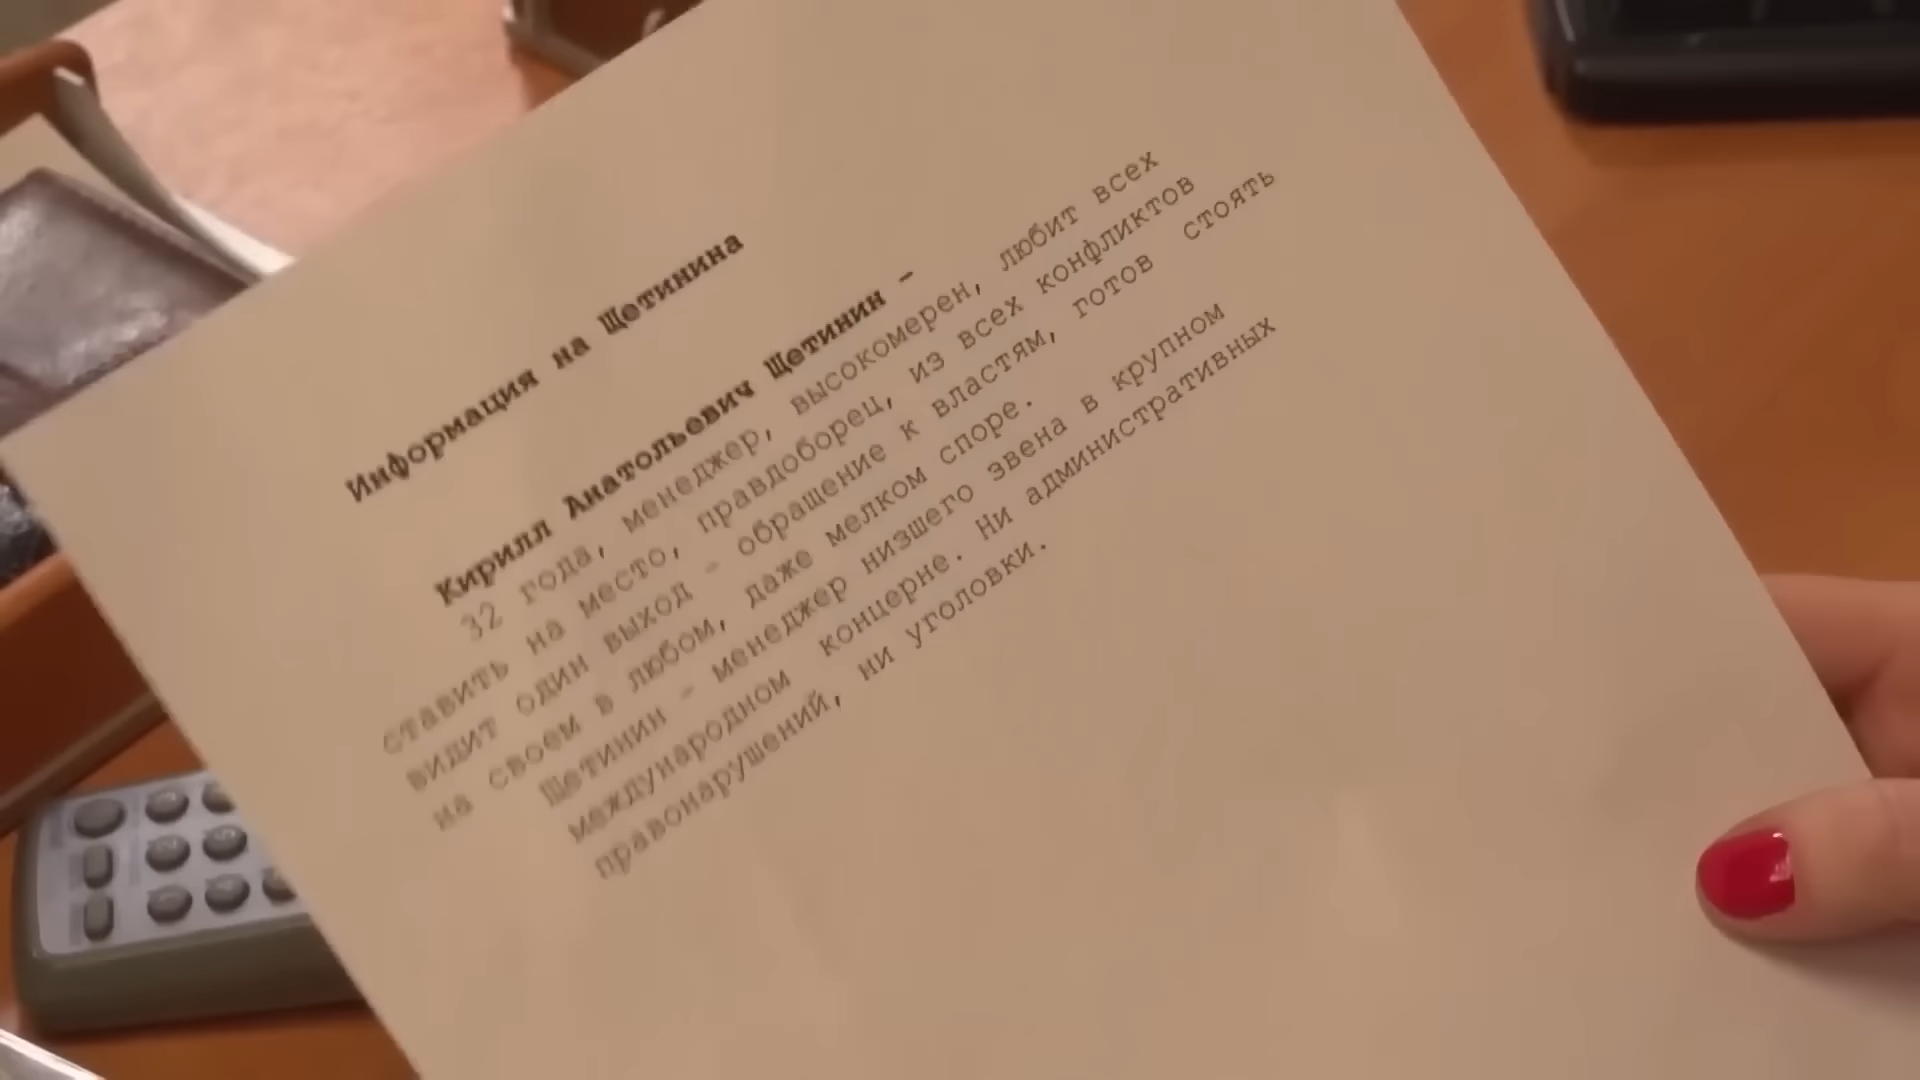 Информация на Щетинина
Кирилл Анатольевич Щетинин -
32 года, менеджер, высокомерен, любит всех
ставить на место, правдоборец, из всех конфликтов
видит один выход - обращение к властям, готов стоять
на своем в любом, даже мелком споре.
Щетинин - менеджер низшего звена в крупном
международном концерне. Ни административных
правонарушений, ни уголовки.